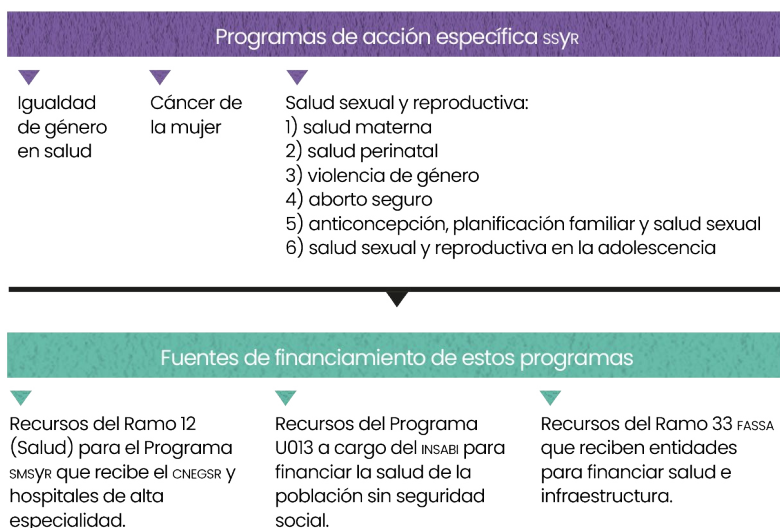 Programas de acción específica SSyR
Igualdad
de género
en salud
Cáncer de
la mujer
Salud sexual y reproductiva:
1) salud materna
2) salud perinatal
3) violencia de género
4) aborto seguro
5) anticoncepción, planificación familiar y salud sexual
6) salud sexual y reproductiva en la adolescencia
Fuentes de financiamiento de estos programas
Recursos del Ramo 12
(Salud) para el Programa
SMSyR que recibe el CNEGSR y
hospitales de alta
especialidad.
Recursos del Programa
U013 a cargo del INSABI para
financiar la salud de la
población sin seguridad
social.
Recursos del Ramo 33 FASSA
que reciben entidades
para financiar salud e
infraestructura.